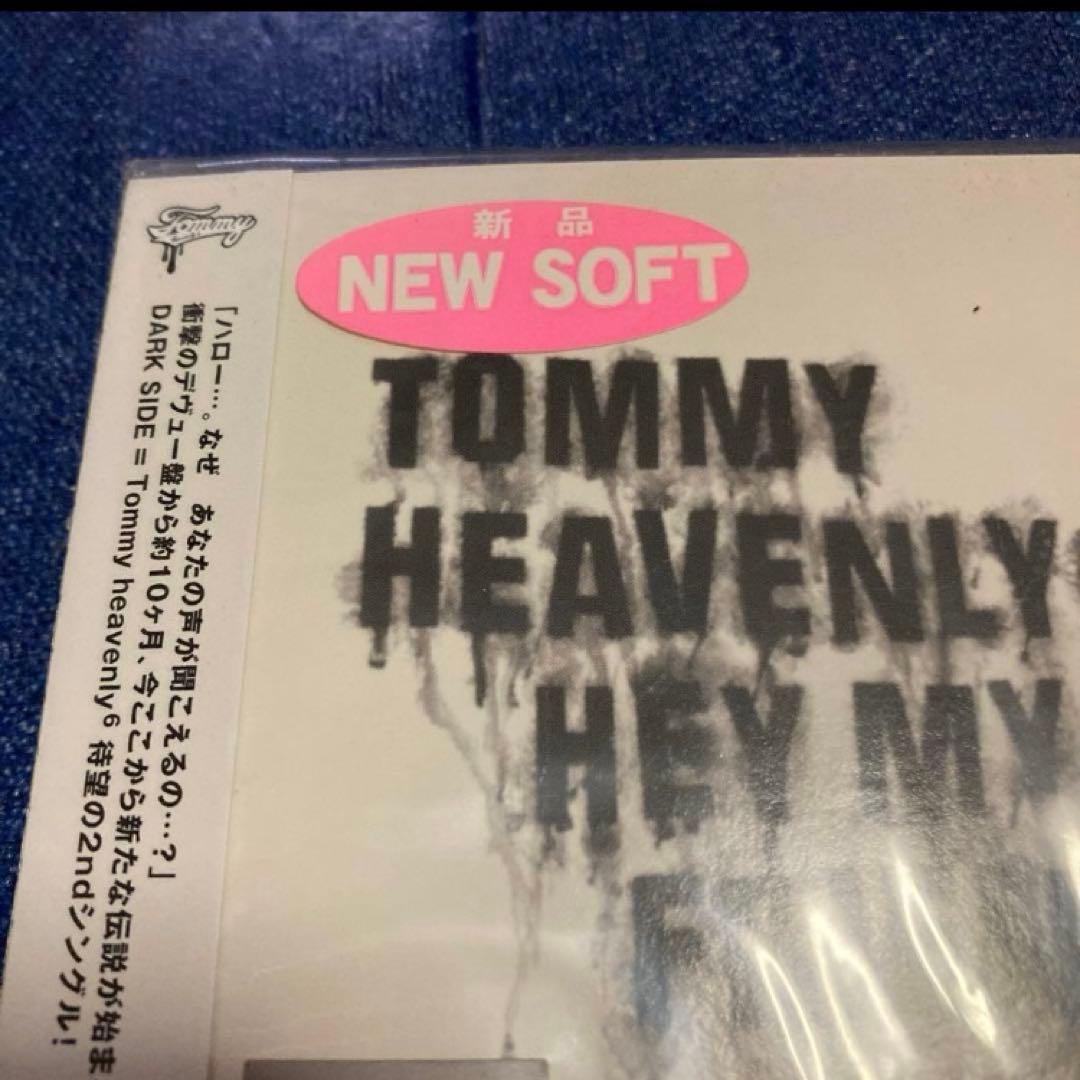 Tommy
新品
NEW SOFT
TOMMY
HEAVENLY
HEY MY
F
「ハロー…。なぜ　あなたの声が聞こえるの…?」
衝撃のデヴュー盤から約10ヶ月、今ここから新たな伝説が始ま
DARK SIDE = Tommy heavenly6 待望の2ndシングル!